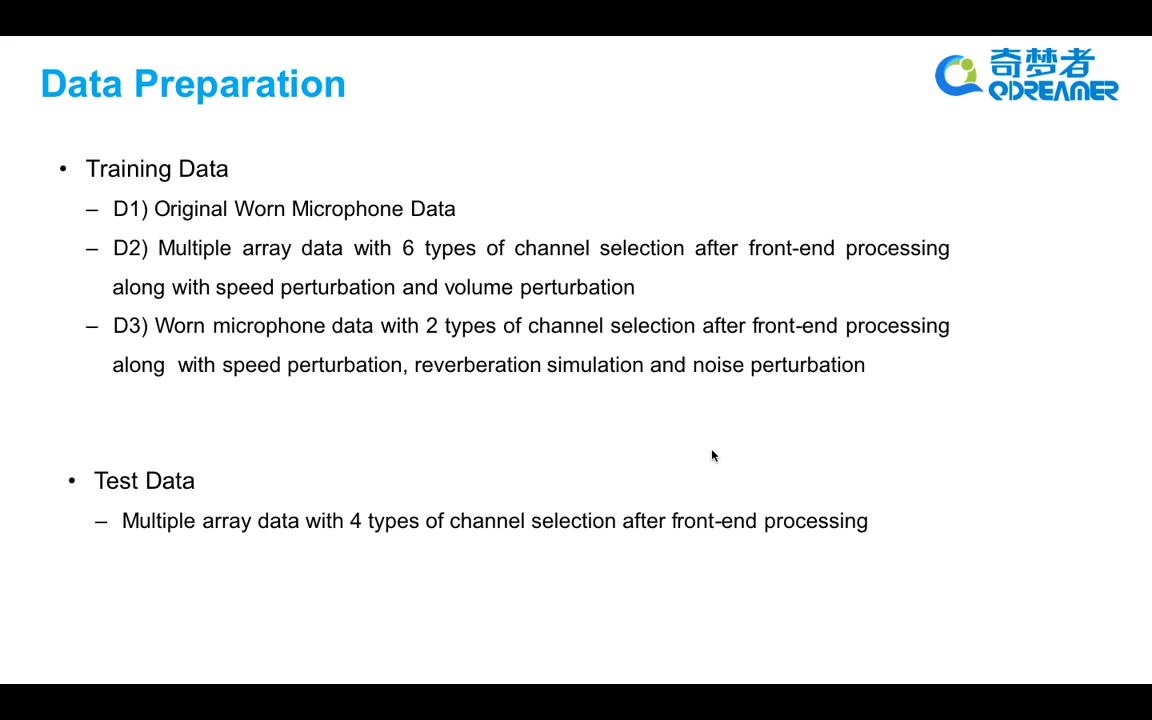 Data Preparation
奇梦者
QDREAMER
• Training Data
– D1) Original Worn Microphone Data
– D2) Multiple array data with 6 types of channel selection after front-end processing
along with speed perturbation and volume perturbation
– D3) Worn microphone data with 2 types of channel selection after front-end processing
along with speed perturbation, reverberation simulation and noise perturbation
• Test Data
– Multiple array data with 4 types of channel selection after front-end processing